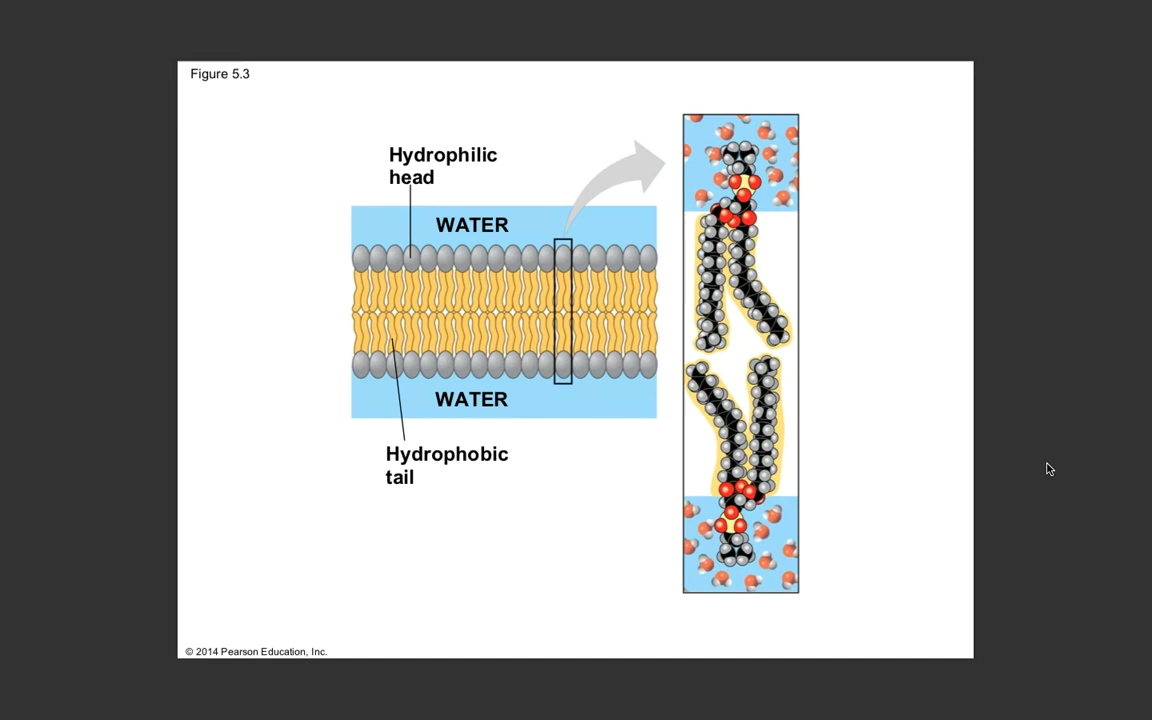 Figure 5.3
Hydrophilic
head
WATER
WATER
Hydrophobic
tail
© 2014 Pearson Education, Inc.